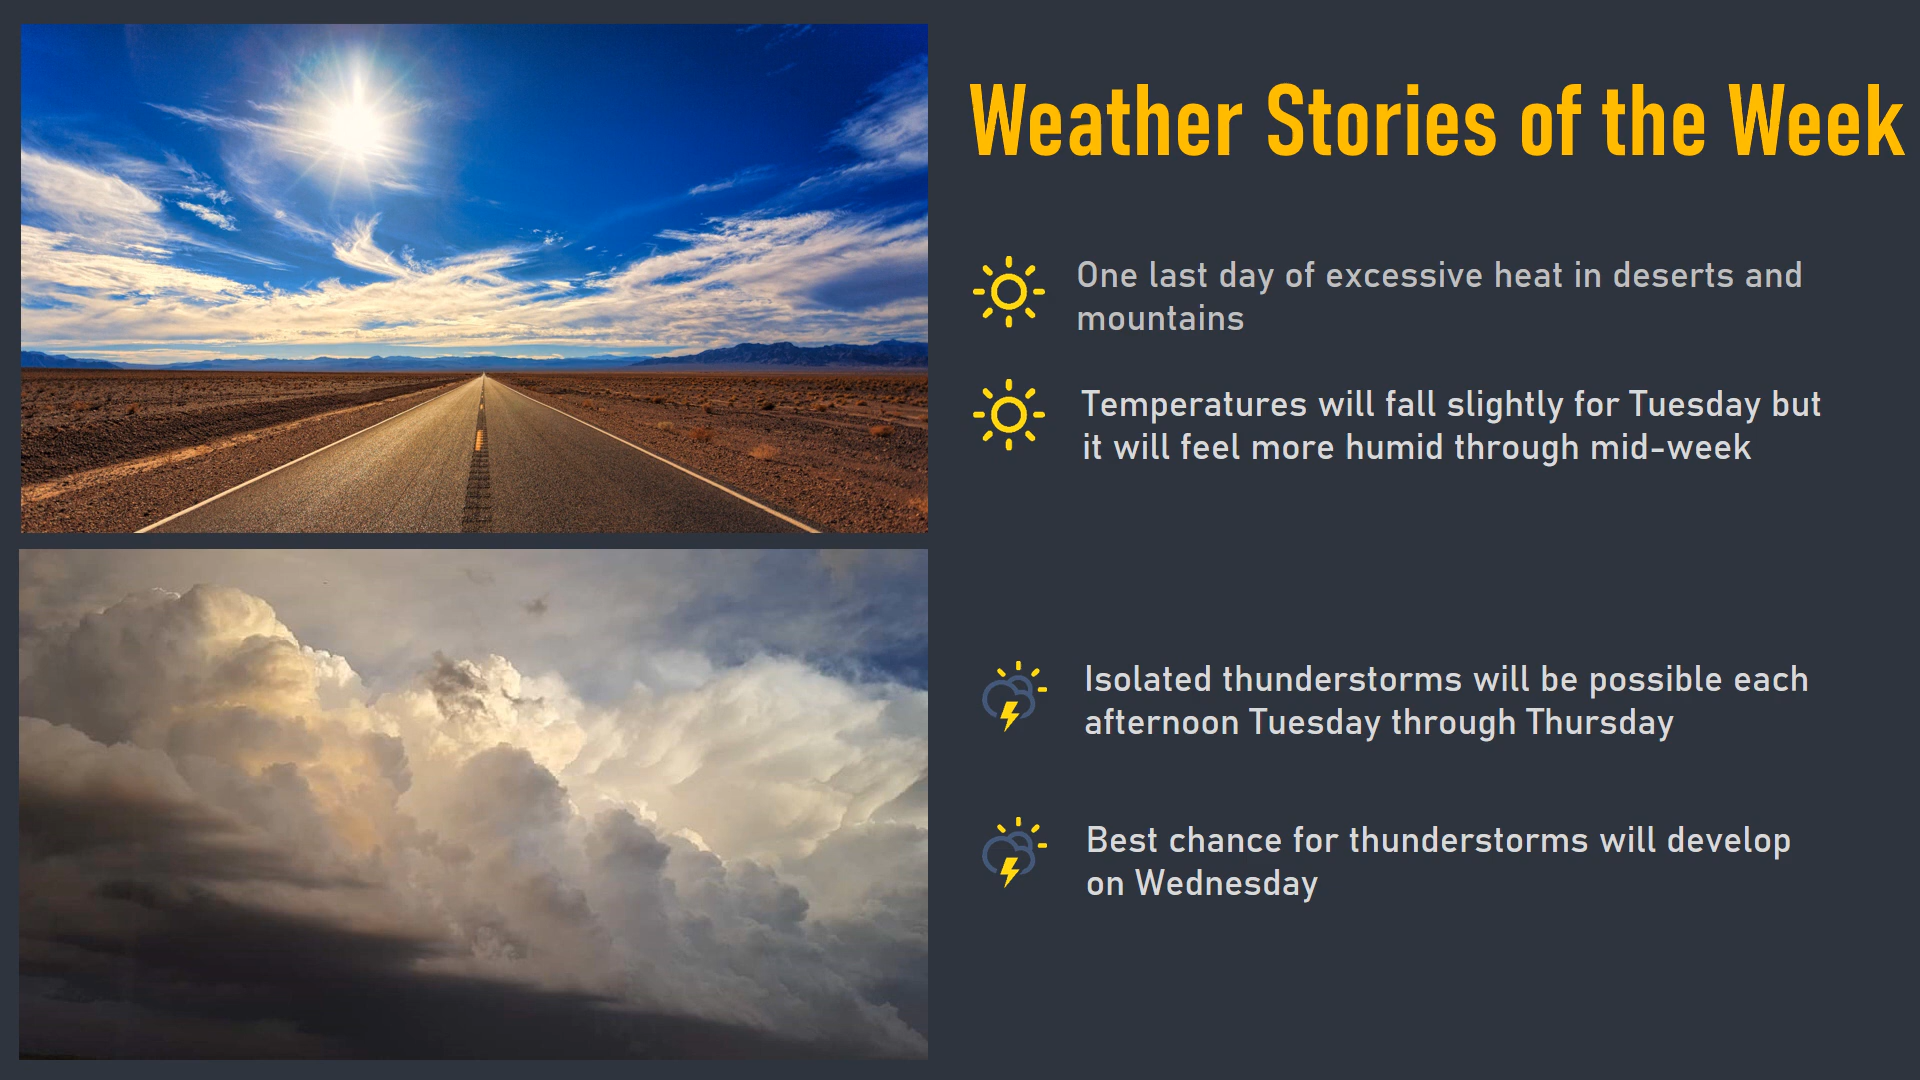 Weather Stories of the Week
One last day of excessive heat in deserts and
mountains
Temperatures will fall slightly for Tuesday but
it will feel more humid through mid-week
Isolated thunderstorms will be possible each
afternoon Tuesday through Thursday
Best chance for thunderstorms will develop
on Wednesday